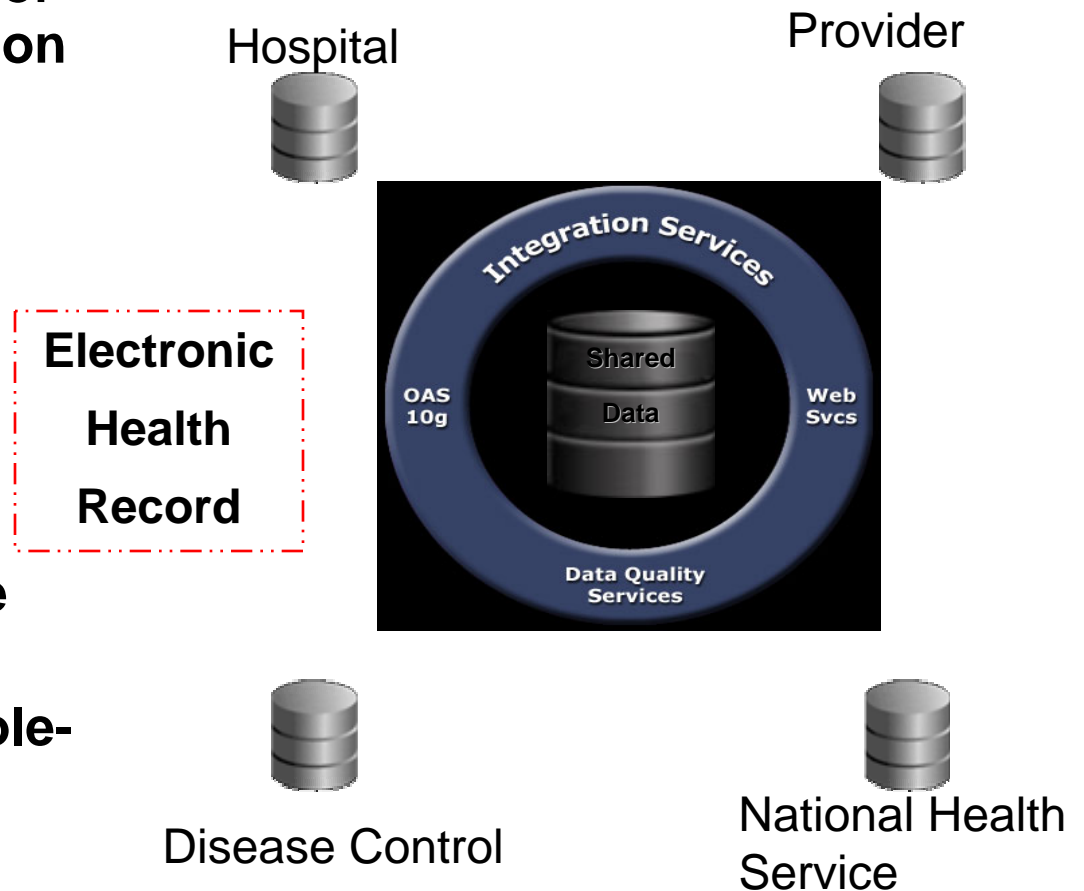 on
Hospital
Provider
Integration Services
Shared
Data
OAS
10g
Web
Svcs
Data Quality
Services
Electronic
Health
Record
e
ole-
Disease Control
National Health
Service